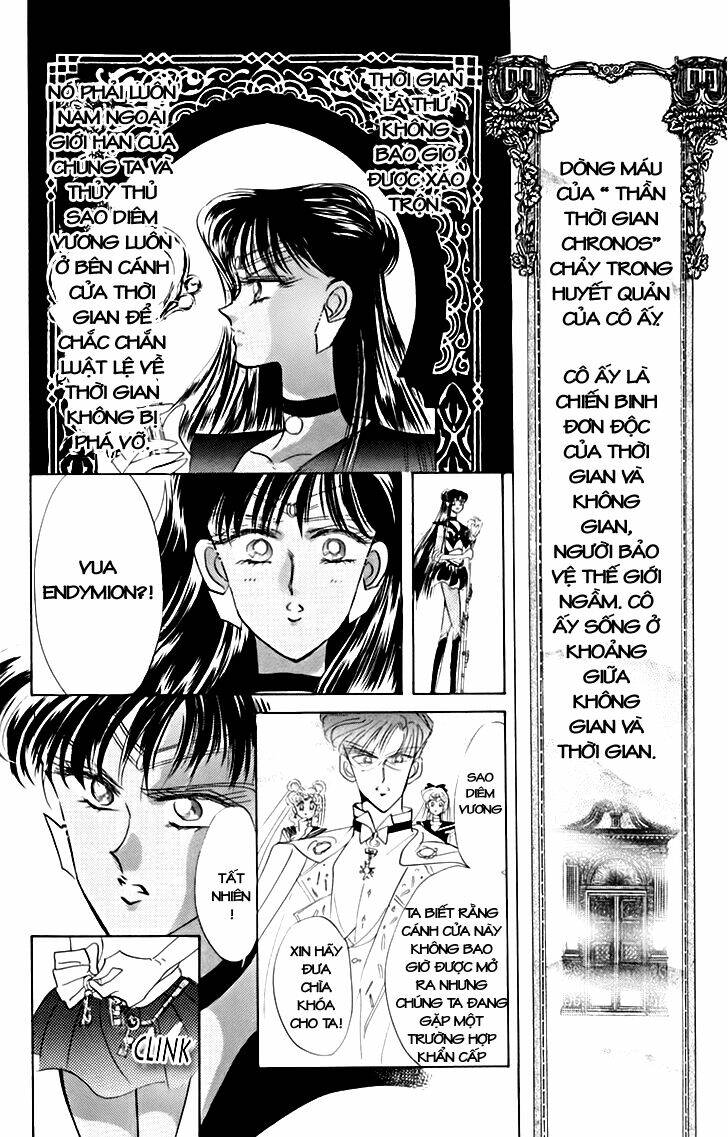 DÒNG MÁU
CỦA “ THẦN
THỜI GIAN
CHRONOS”
CHẢY TRONG
HUYẾT QUẢN
CỦA CÔ ẤY.
CÔ ẤY LÀ
CHIẾN BINH
ĐƠN ĐỘC
CỦA THỜI
GIAN VÀ
KHÔNG
GIAN,
NGƯỜI BẢO
VỆ THẾ GIỚI
NGẦM. CÔ
ẤY SỐNG Ở
KHOẢNG
GIỮA
KHÔNG
GIAN VÀ
THỜI GIAN.
THỜI GIAN
LÀ THỨ
KHÔNG
BAO GIỜ
ĐƯỢC XÁO
TRỘN.
NÓ PHẢI LUÔN
NẰM NGOÀI
GIỚI HẠN CỦA
CHÚNG TA VÀ
THỦY THỦ
SAO DIÊM
VƯƠNG LUÔN
Ở BÊN CÁNH
CỬA THỜI
GIAN ĐỂ
CHẮC CHẮN
LUẬT LỆ VỀ
THỜI GIAN
KHÔNG BỊ
PHÁ VỠ
VUA
ENDYMION?!
SAO
DIÊM
VƯƠNG
TA BIẾT RẰNG
CÁNH CỬA NÀY
KHÔNG BAO
GIỜ ĐƯỢC MỞ
RA NHƯNG
CHÚNG TA ĐANG
GẶP MỘT
TRƯỜNG HỢP
KHẨN CẤP
XIN HÃY
ĐƯA
CHÌA
KHÓA
CHO TA!
TẤT
NHIÊN
!
CLINK